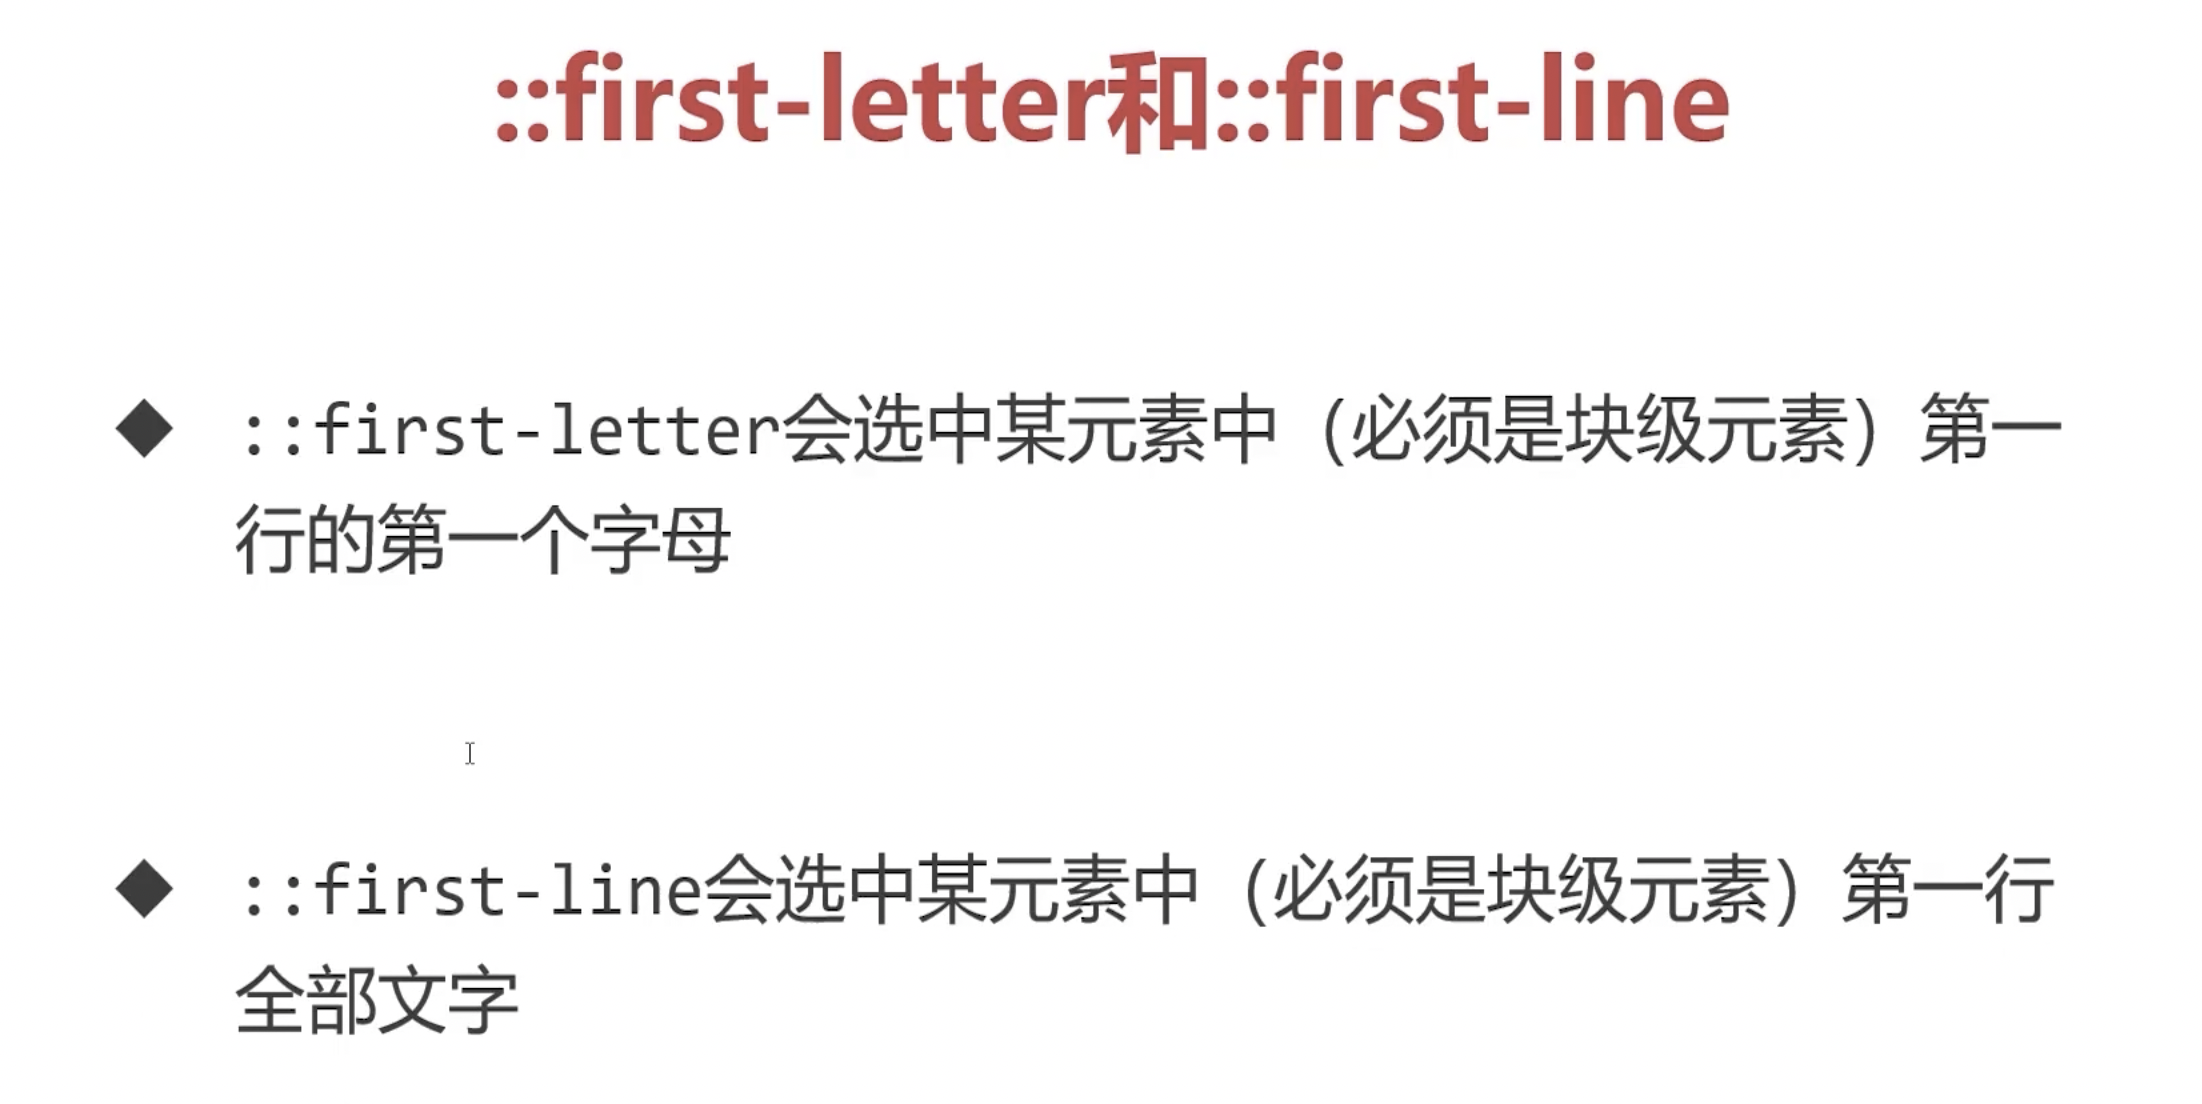 ::first-letter和::first-line
◆ ::first-letter会选中某元素中（必须是块级元素）第一
行的第一个字母
◆ ::first-line会选中某元素中（必须是块级元素）第一行
全部文字